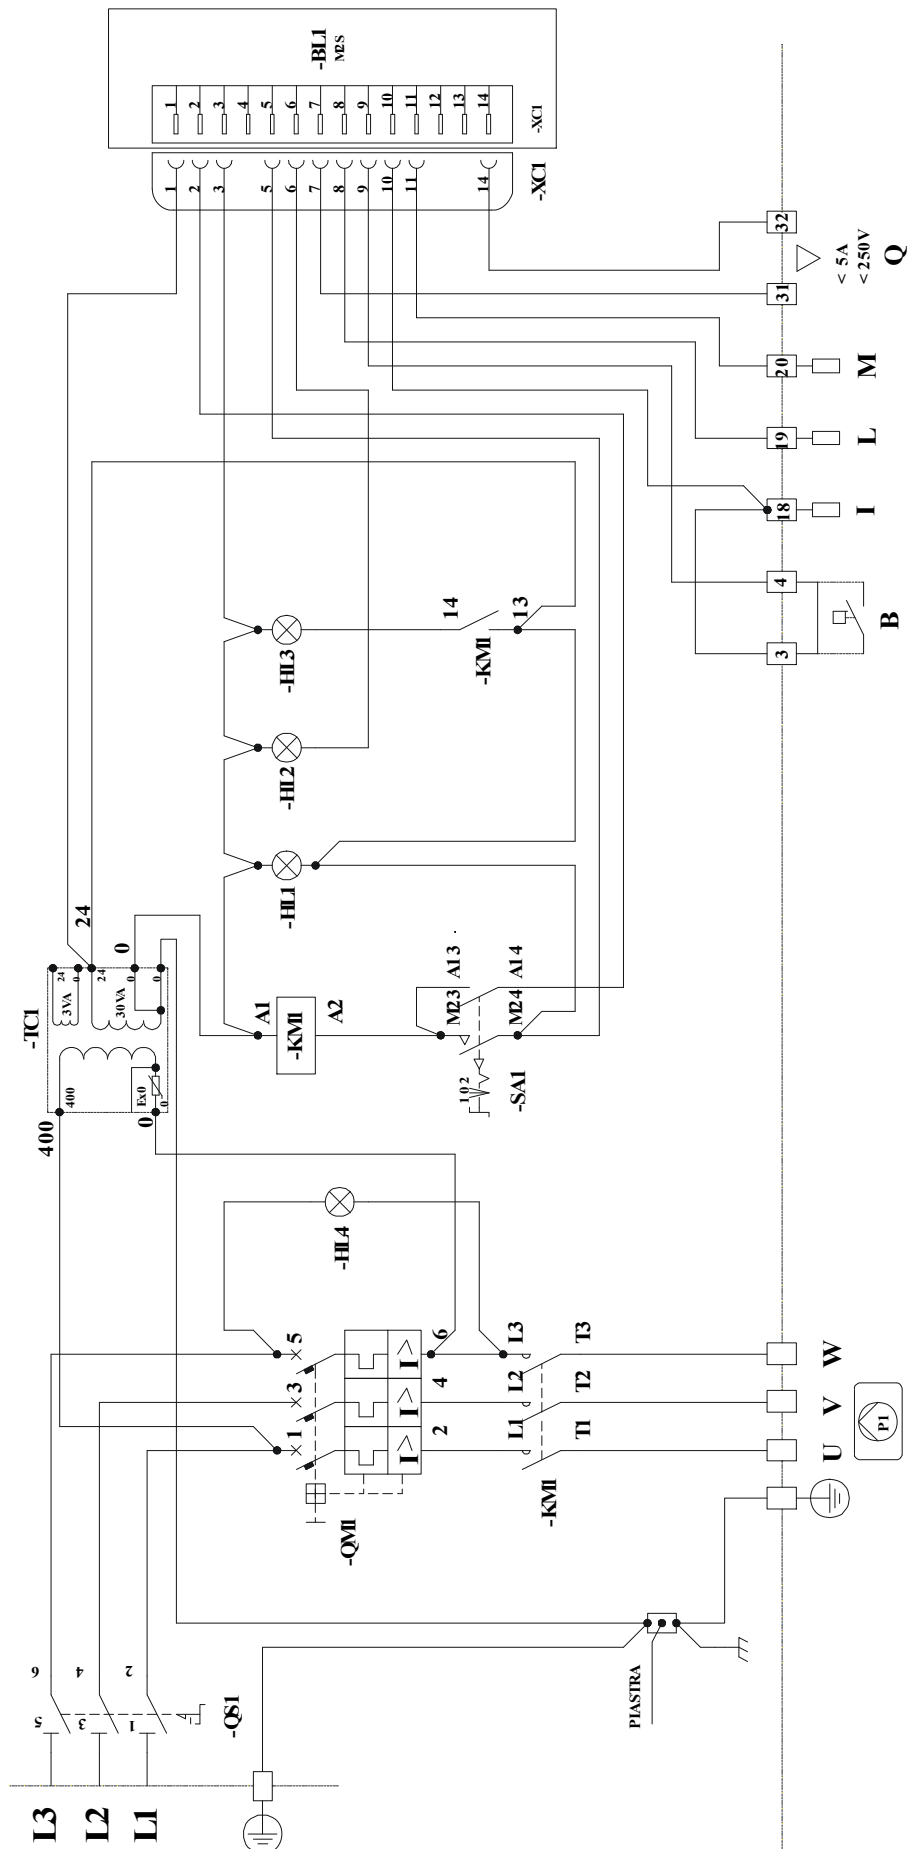 L3
L2
L1
5
3
1
6
4
2
-QS1
PIASTRA
-QM1
1
3
5
I>
I>
I>
2
4
6
-HL4
L1
L2
L3
-KM1
T1
T2
T3
U
V
W
P1
-TC1
400
400
0
Ex0
0
3VA
30VA
24
0
24
0
0
24
0
A1
-KM1
A2
M23
A13
M24
A14
1 0 2
-SA1
-HL1
-HL2
-HL3
14
-KM1
13
-BL1
M2S
1
2
3
4
5
6
7
8
9
10
11
12
13
14
-XC1
1
2
3
5
6
7
8
9
10
11
14
-XC1
3
4
18
19
20
31
32
B
I
L
M
Q
< 5A
< 250V